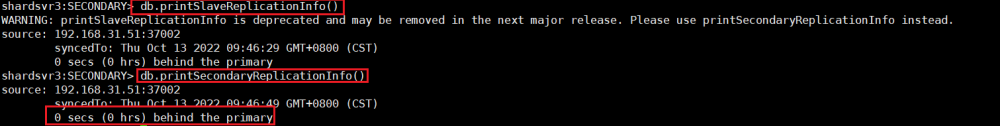 shardsvr3:SECONDARY> db.printSlaveReplicationInfo()
WARNING: printSlaveReplicationInfo is deprecated and may be removed in the next major release. Please use printSecondaryReplicationInfo instead.
source: 192.168.31.51:37002
syncedTo: Thu Oct 13 2022 09:46:29 GMT+0800 (CST)
0 secs (0 hrs) behind the primary
shardsvr3:SECONDARY> db.printSecondaryReplicationInfo()
source: 192.168.31.51:37002
syncedTo: Thu Oct 13 2022 09:46:49 GMT+0800 (CST)
0 secs (0 hrs) behind the primary